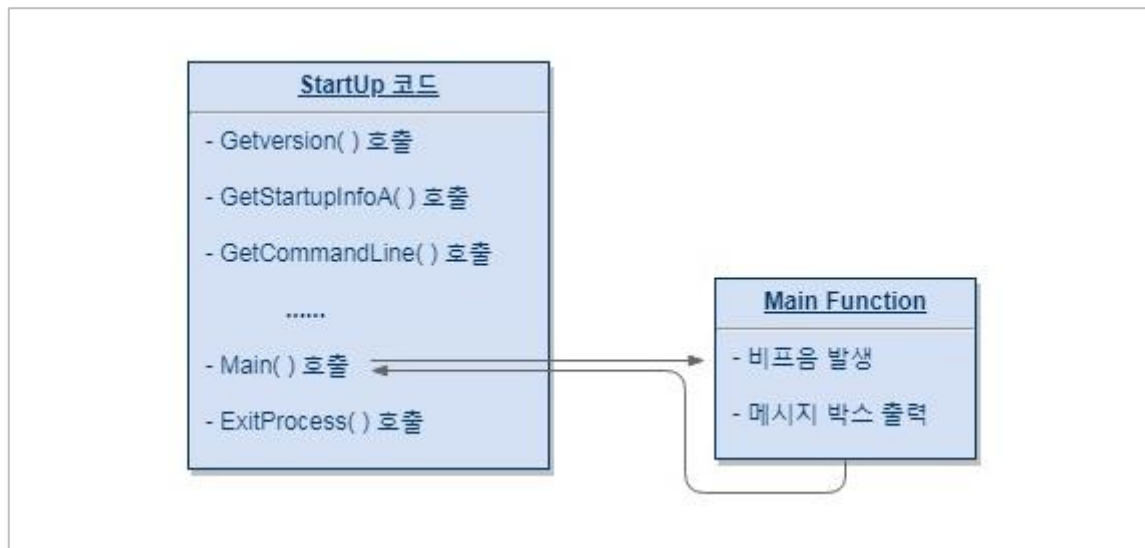 StartUp 코드
- Getversion( ) 호출
- GetStartupInfoA( ) 호출
- GetCommandLine( ) 호출
......
- Main( ) 호출
- ExitProcess( ) 호출
Main Function
- 비프음 발생
- 메시지 박스 출력